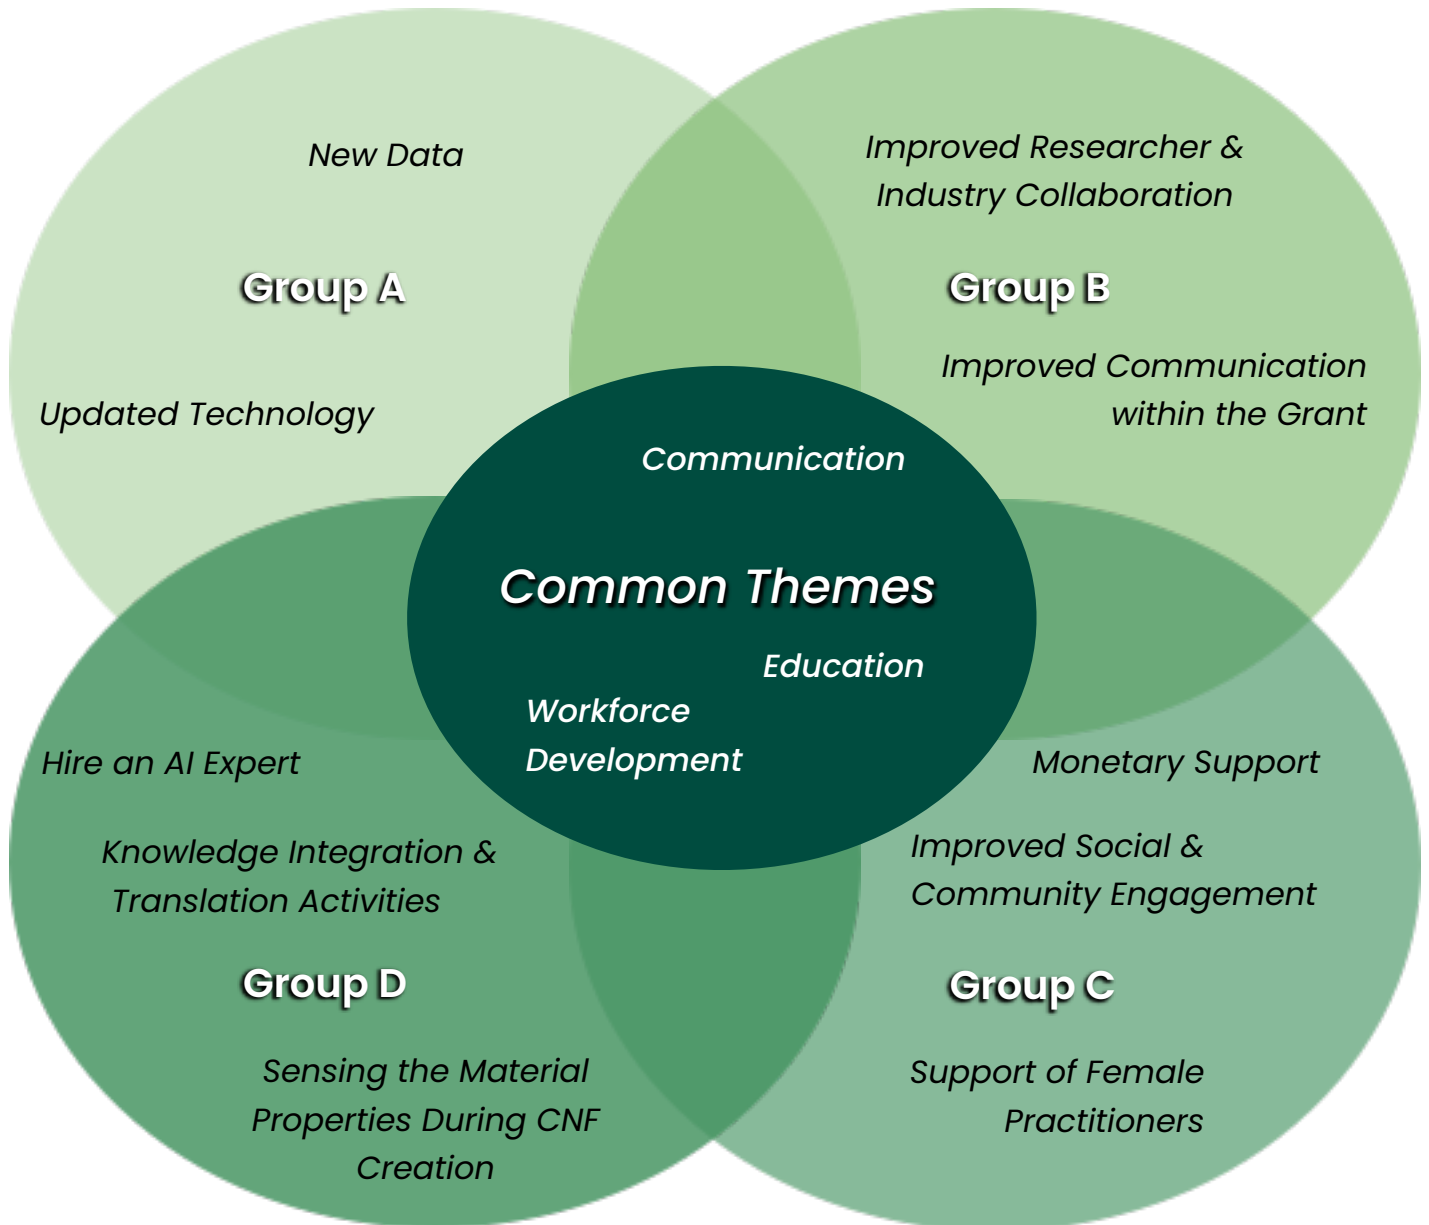 New Data
Group A
Updated Technology
Improved Researcher &
Industry Collaboration
Group B
Improved Communication
within the Grant
Communication
Common Themes
Education
Workforce
Development
Hire an AI Expert
Knowledge Integration &
Translation Activities
Group D
Sensing the Material
Properties During CNF
Creation
Monetary Support
Improved Social &
Community Engagement
Group C
Support of Female
Practitioners